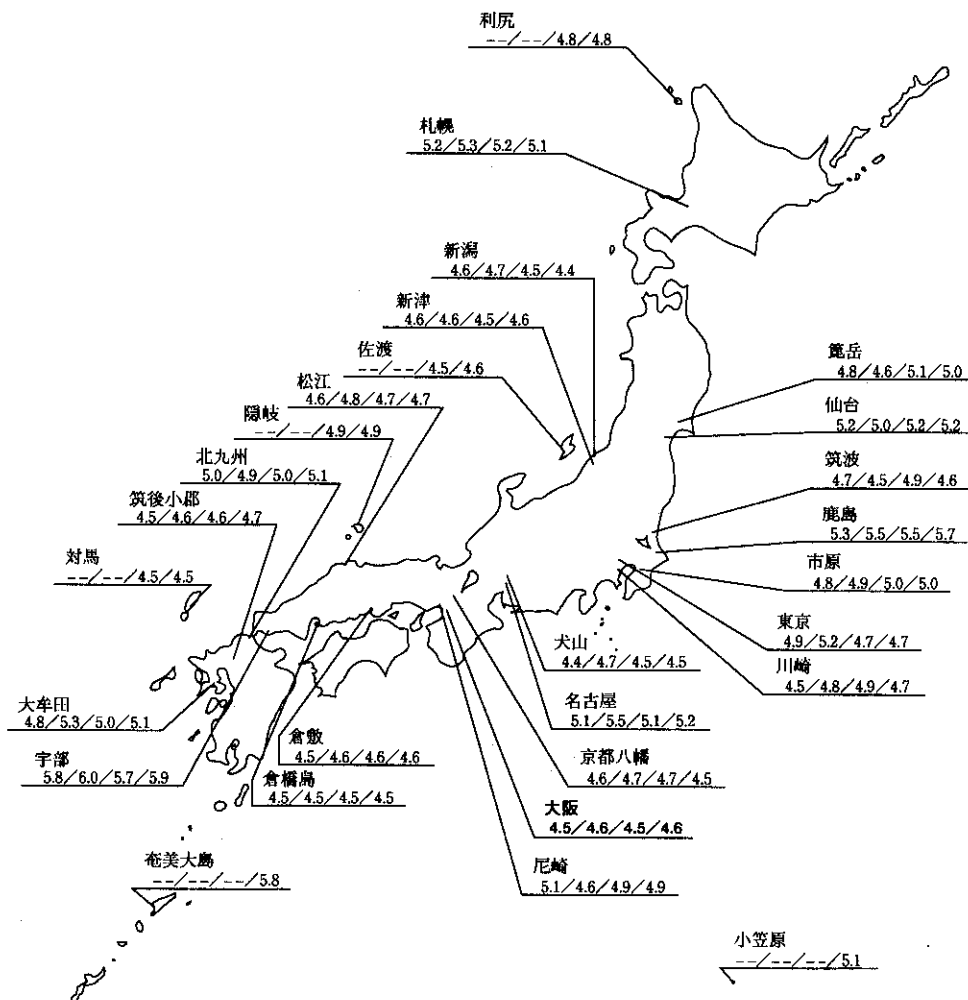 利尻
--/--/4.8/4.8
札幌
5.2/5.3/5.2/5.1
新潟
4.6/4.7/4.5/4.4
新津
4.6/4.6/4.5/4.6
佐渡
--/--/4.5/4.6
松江
4.6/4.8/4.7/4.7
隠岐
--/--/4.9/4.9
北九州
5.0/4.9/5.0/5.1
筑後小郡
4.5/4.6/4.6/4.7
対馬
--/--/4.5/4.5
箆岳
4.8/4.6/5.1/5.0
仙台
5.2/5.0/5.2/5.2
筑波
4.7/4.5/4.9/4.6
鹿島
5.3/5.5/5.5/5.7
市原
4.8/4.9/5.0/5.0
東京
4.9/5.2/4.7/4.7
川崎
4.5/4.8/4.9/4.7
犬山
4.4/4.7/4.5/4.5
名古屋
5.1/5.5/5.1/5.2
京都八幡
4.6/4.7/4.7/4.5
大阪
4.5/4.6/4.5/4.6
尼崎
5.1/4.6/4.9/4.9
大牟田
4.8/5.3/5.0/5.1
宇部
5.8/6.0/5.7/5.9
倉敷
4.5/4.6/4.6/4.6
倉橋島
4.5/4.5/4.5/4.5
奄美大島
--/--/--/5.8
小笠原
--/--/--/5.1